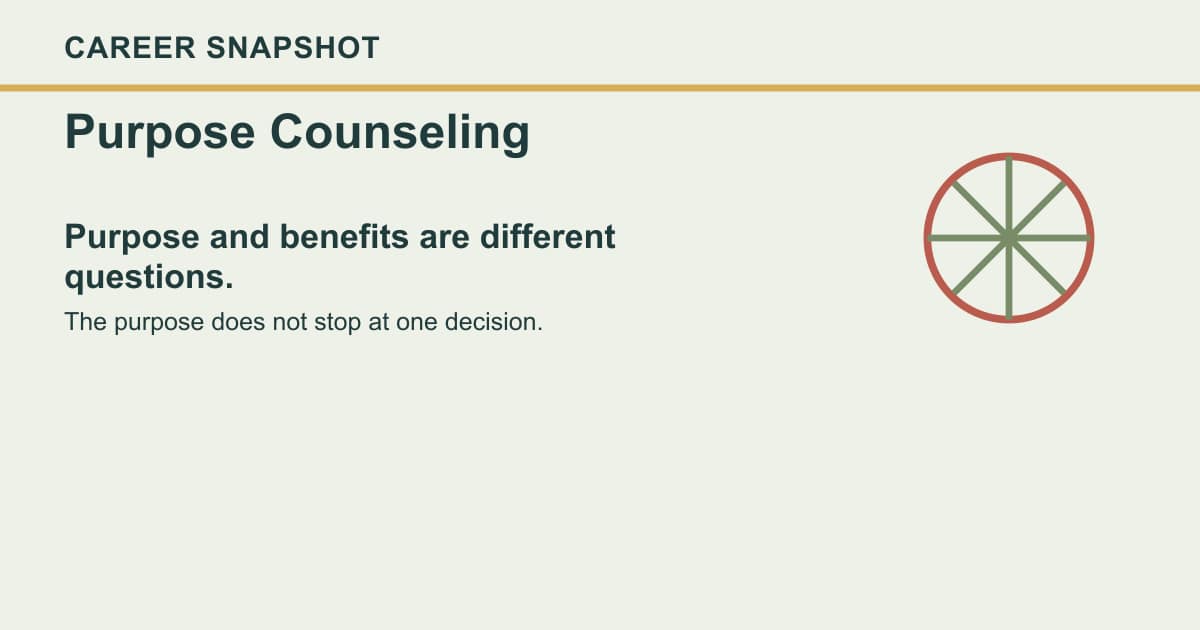 CAREER SNAPSHOT
Purpose Counseling
Purpose and benefits are different
questions.
The purpose does not stop at one decision.